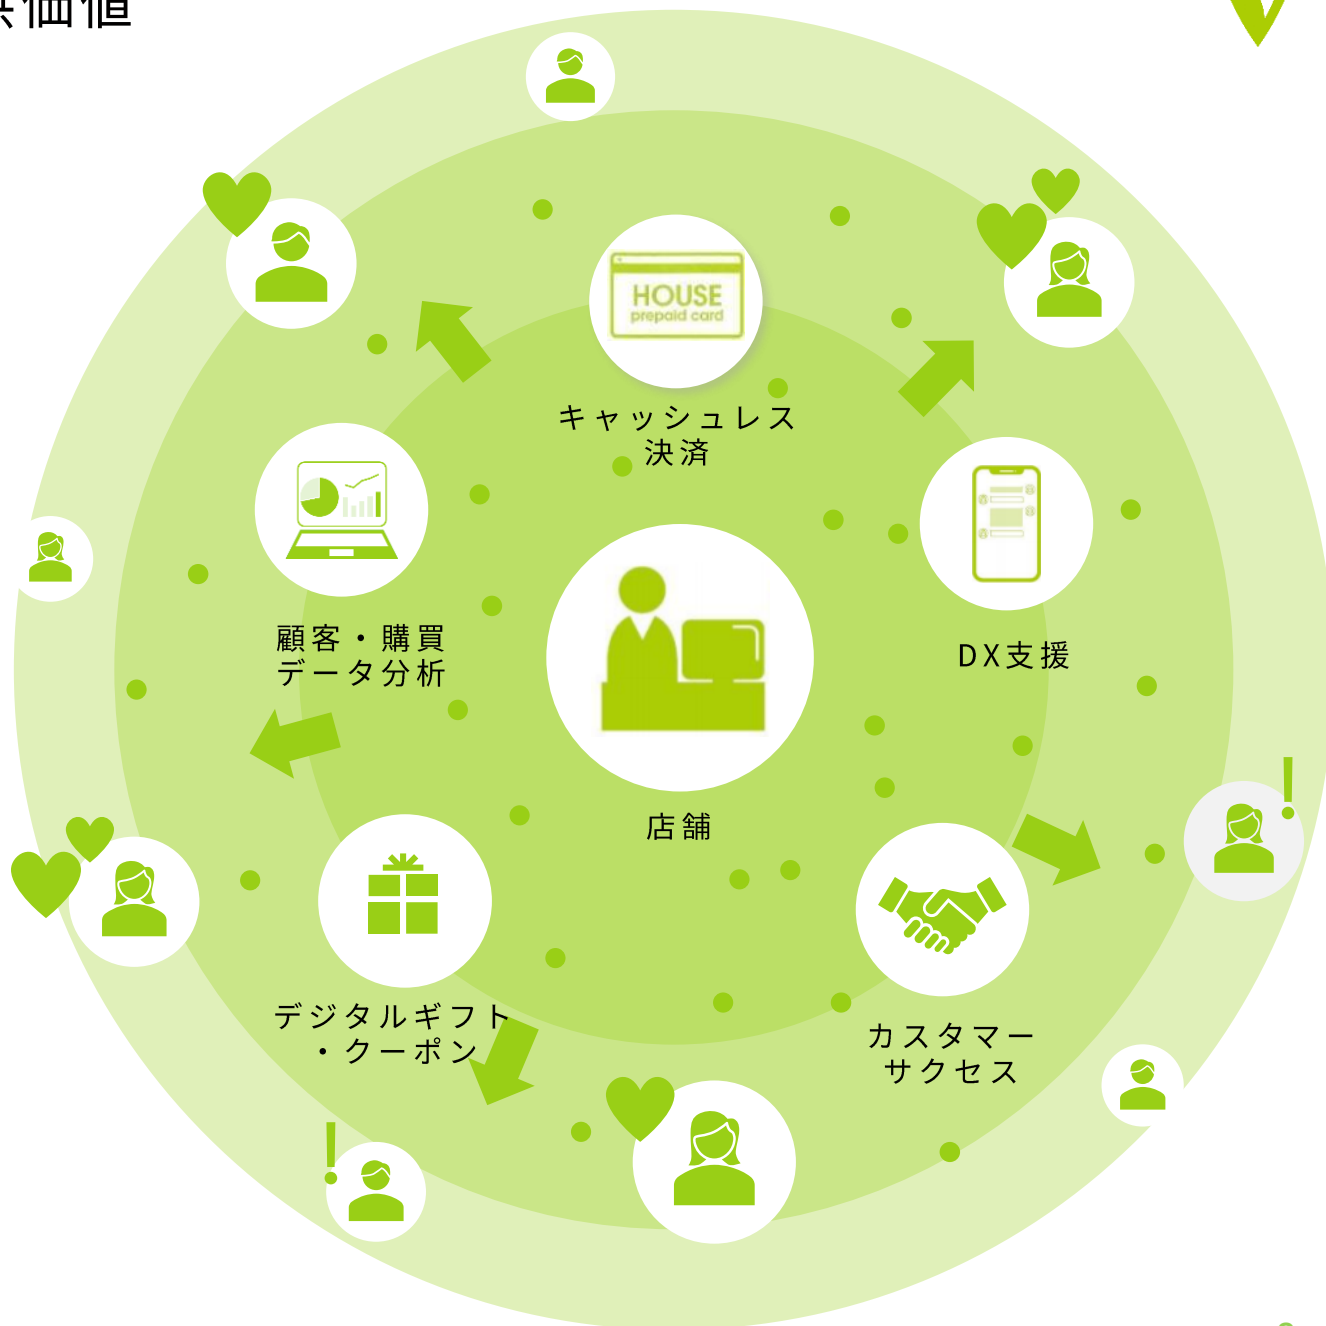 価値
HOUSE
prepaid card
キャッシュレス
決済
顧客・購買
データ分析
DX支援
店舗
デジタルギフト
・クーポン
カスタマー
サクセス
!
!